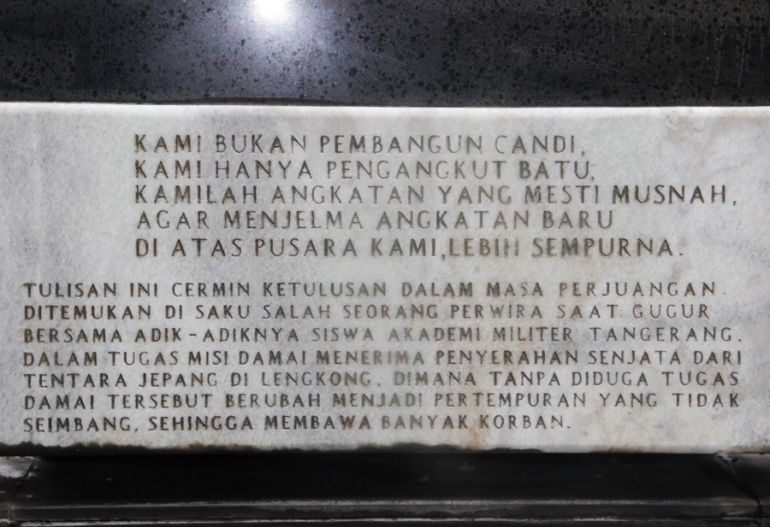 KAMI BUKAN PEMBANGUN CANDI,
KAMI HANYA PENGANGKUT BATU,
KAMILAH ANGKATAN YANG MESTI MUSNAH,
AGAR MENJELMA ANGKATAN BARU
DI ATAS PUSARA KAMI, LEBIH SEMPURNA.
TULISAN INI CERMIN KETULUSAN DALAM MASA PERJUANGAN
DITEMUKAN DI SAKU SALAH SEORANG PERWIRA SAAT GUGUR
BERSAMA ADIK-ADIKNYA SISWA AKADEMI MILITER TANGERANG.
DALAM TUGAS MISI DAMAI MENERIMA PENYERAHAN SENJATA DARI
TENTARA JEPANG DI LENGKONG. DIMANA TANPA DIDUGA TUGAS
DAMAI TERSEBUT BERUBAH MENJADI PERTEMPURAN YANG TIDAK
SEIMBANG, SEHINGGA MEMBAWA BANYAK KORBAN.